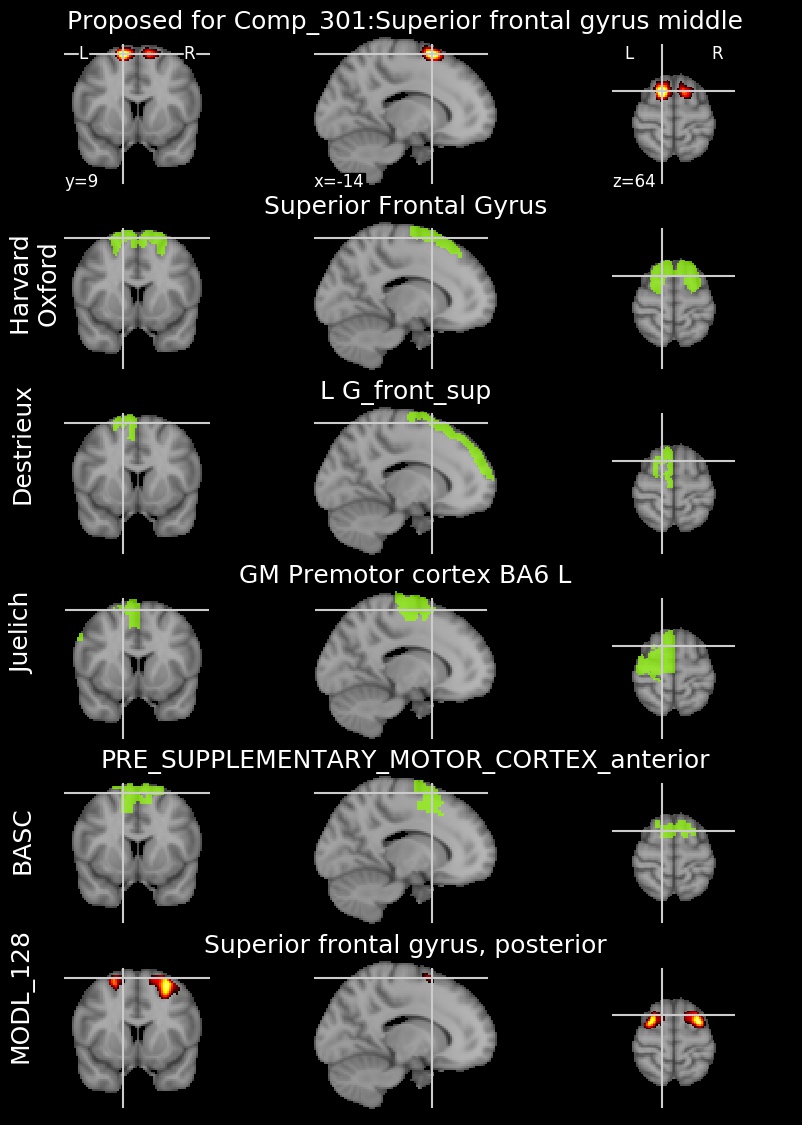 Proposed for Comp_301:Superior frontal gyrus middle
L R
L R
y=9
x=-14
z=64
Superior Frontal Gyrus
Harvard
Oxford
L G_front_sup
Destrieux
GM Premotor cortex BA6 L
Juelich
PRE_SUPPLEMENTARY_MOTOR_CORTEX_anterior
BASC
Superior frontal gyrus, posterior
MODL_128